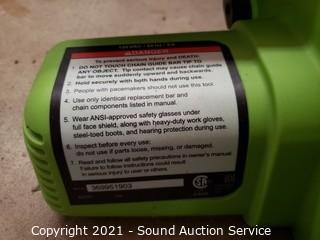 DANGER
TO PREVENT SERIOUS INJURY AND DEATH:
1. DO NOT TOUCH CHAIN GUIDE BAR TIP TO
ANY OBJECT. Tip contact may cause chain guide
bar to move suddenly upward and backwards.
2. Hold securely with both hands during use.
3. People with pacemakers should not use this tool.
4. Use only identical replacement bar and
chain components listed in manual.
5. Wear ANSI-approved safety glasses under
full face shield, along with heavy-duty work gloves,
steel-toed boots, and hearing protection during use.
6. Inspect before every use;
do not use if parts loose, missing, or damaged.
7. Read and follow all safety precautions in owner's manual.
Failure to follow instructions could result
in serious injury to user or others.
369951903
Copyright 2021 - Sound Auction Service